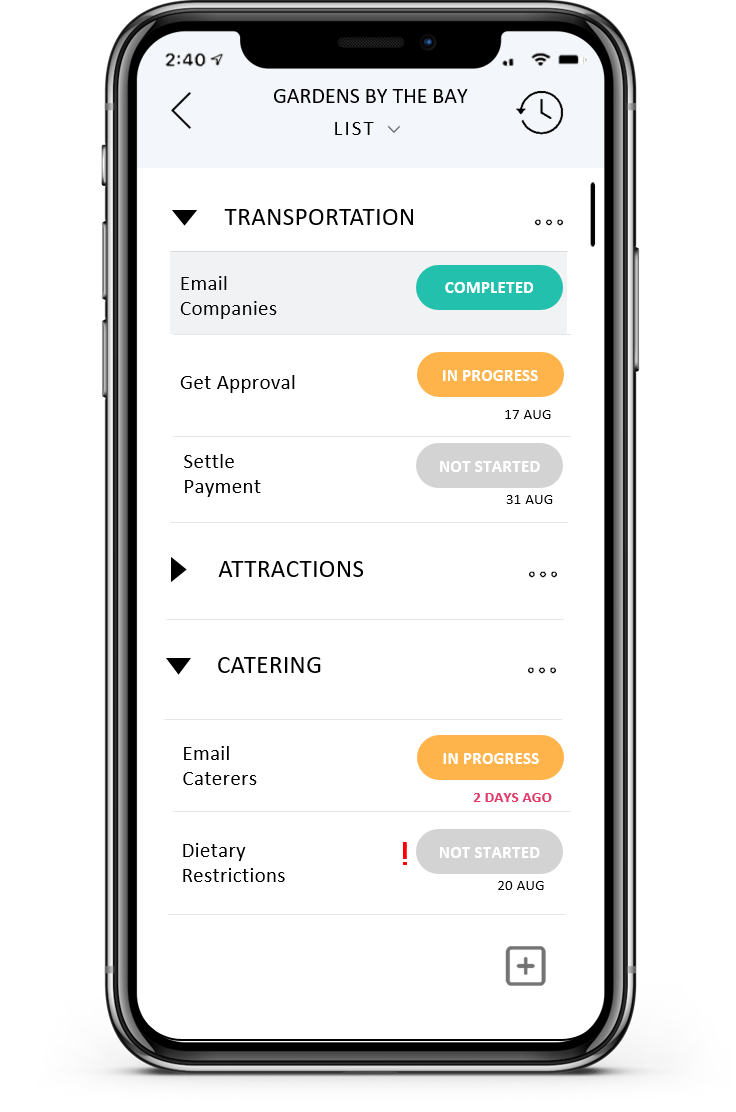 2:40
GARDENS BY THE BAY
LIST
TRANSPORTATION
Email
Companies
COMPLETED
Get Approval
IN PROGRESS
17 AUG
Settle
Payment
NOT STARTED
31 AUG
ATTRACTIONS
CATERING
Email
Caterers
IN PROGRESS
2 DAYS AGO
Dietary
Restrictions
! NOT STARTED
20 AUG